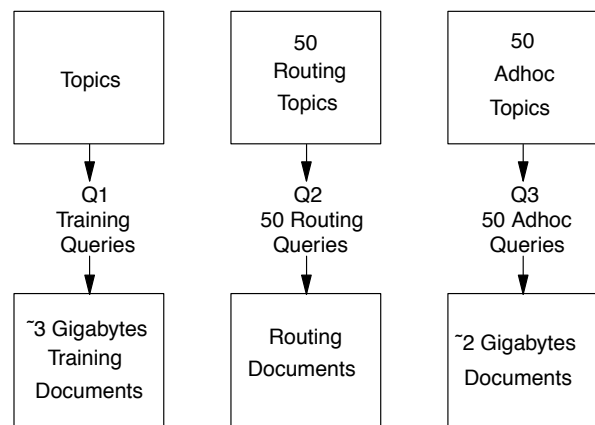 Topics
50
Routing
Topics
50
Adhoc
Topics
Q1
Training
Queries
Q2
50 Routing
Queries
Q3
50 Adhoc
Queries
~3 Gigabytes
Training
Documents
Routing
Documents
~2 Gigabytes
Documents